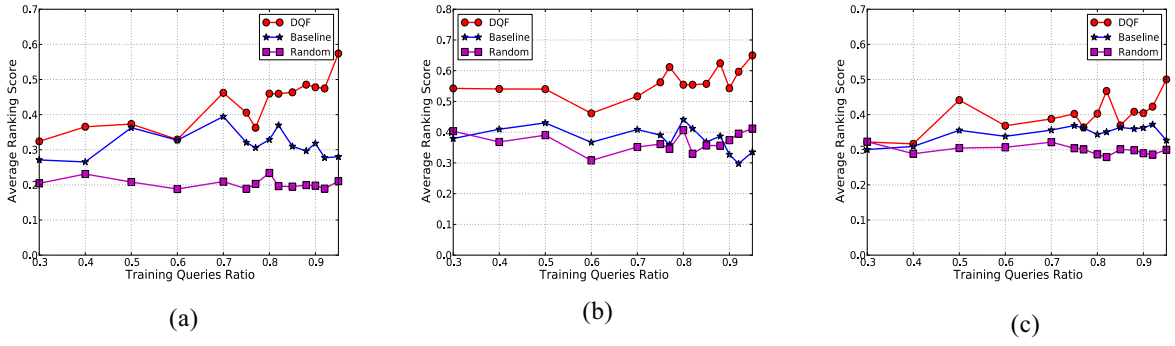 0.7
0.6
0.5
0.4
0.3
0.2
0.1
0.0
Average Ranking Score
0.3 0.4 0.5 0.6 0.7 0.8 0.9
Training Queries Ratio
DQF
Baseline
Random
(a)
0.8
0.7
0.6
0.5
0.4
0.3
0.2
0.1
0.0
Average Ranking Score
0.3 0.4 0.5 0.6 0.7 0.8 0.9
Training Queries Ratio
DQF
Baseline
Random
(b)
0.7
0.6
0.5
0.4
0.3
0.2
0.1
0.0
Average Ranking Score
0.3 0.4 0.5 0.6 0.7 0.8 0.9
Training Queries Ratio
DQF
Baseline
Random
(c)